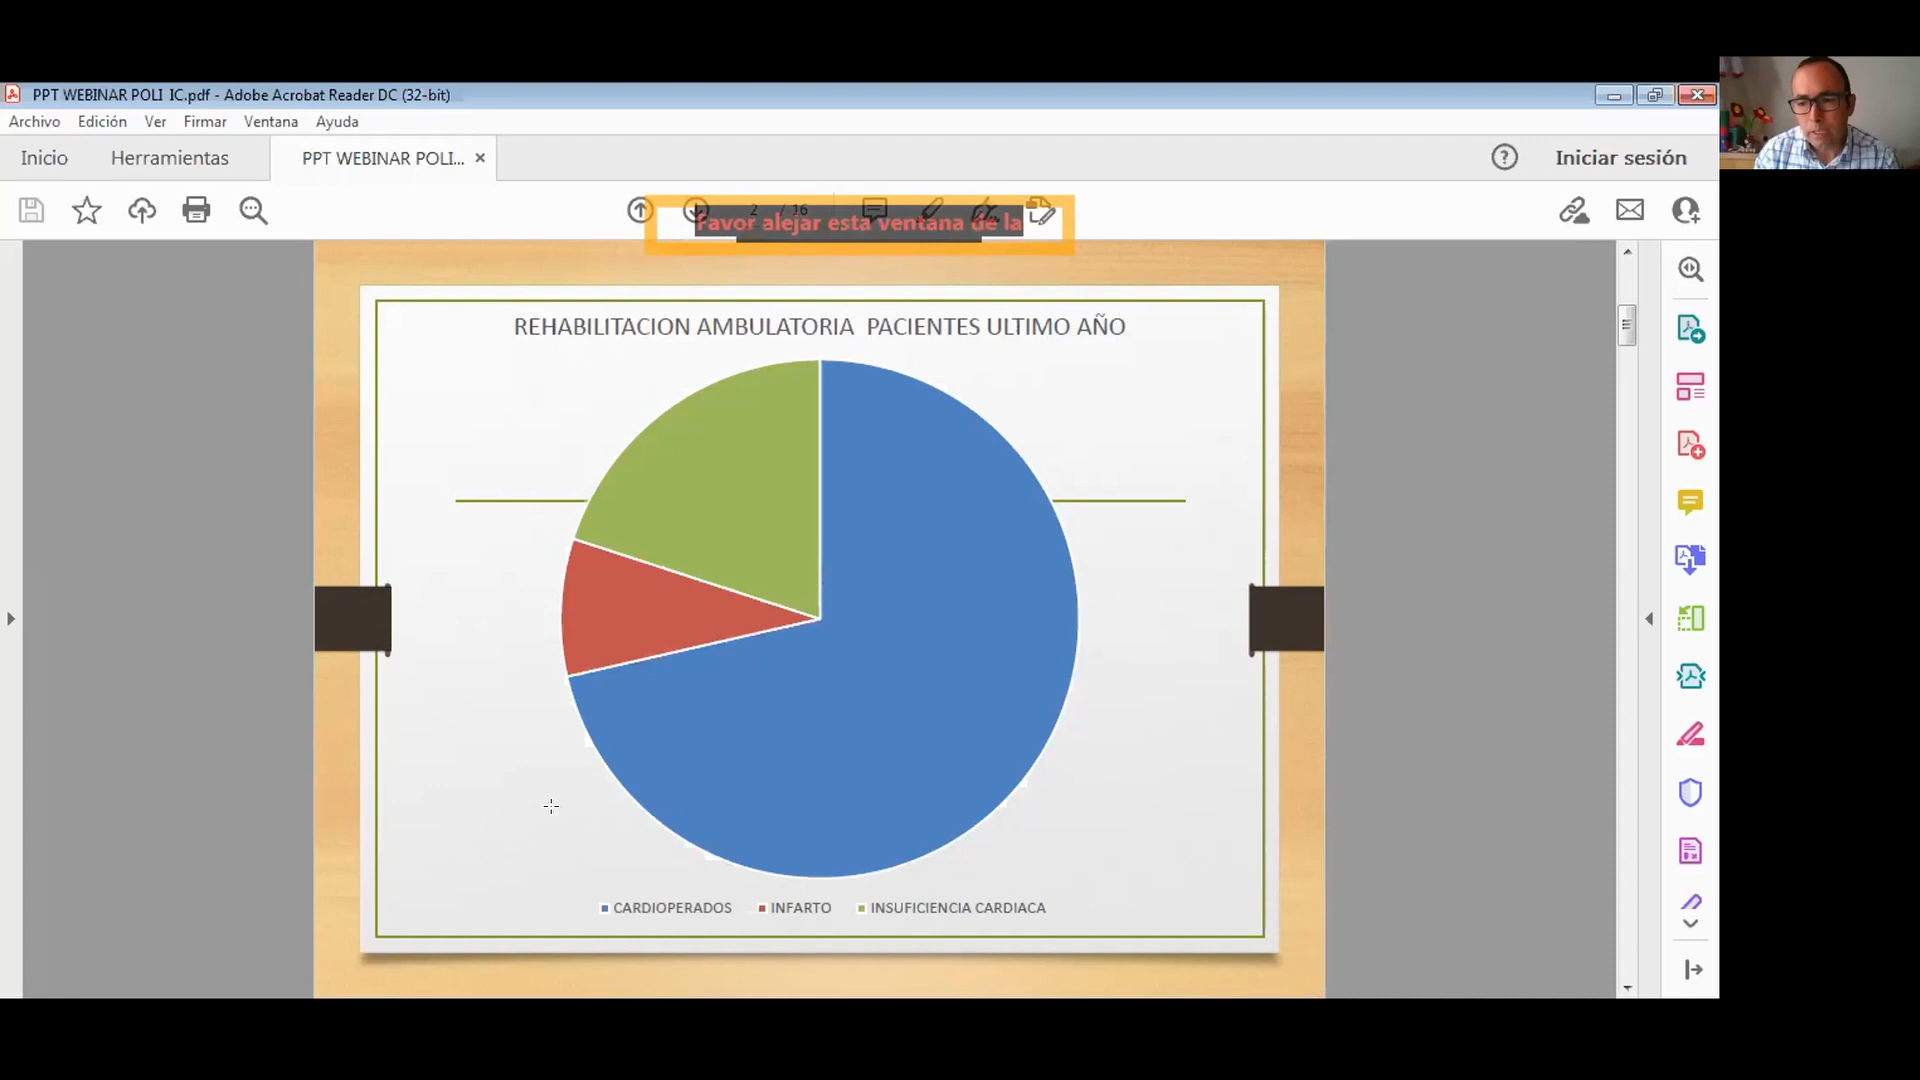 PPT WEBINAR POLI IC.pdf - Adobe Acrobat Reader DC (32-bit)
Archivo Edición Ver Firmar Ventana Ayuda
Inicio Herramientas PPT WEBINAR POLI... × Iniciar sesión
2 / 16
Favor alejar esta ventana de la
REHABILITACION AMBULATORIA PACIENTES ULTIMO AÑO
CARDIOPERADOS INFARTO INSUFICIENCIA CARDIACA